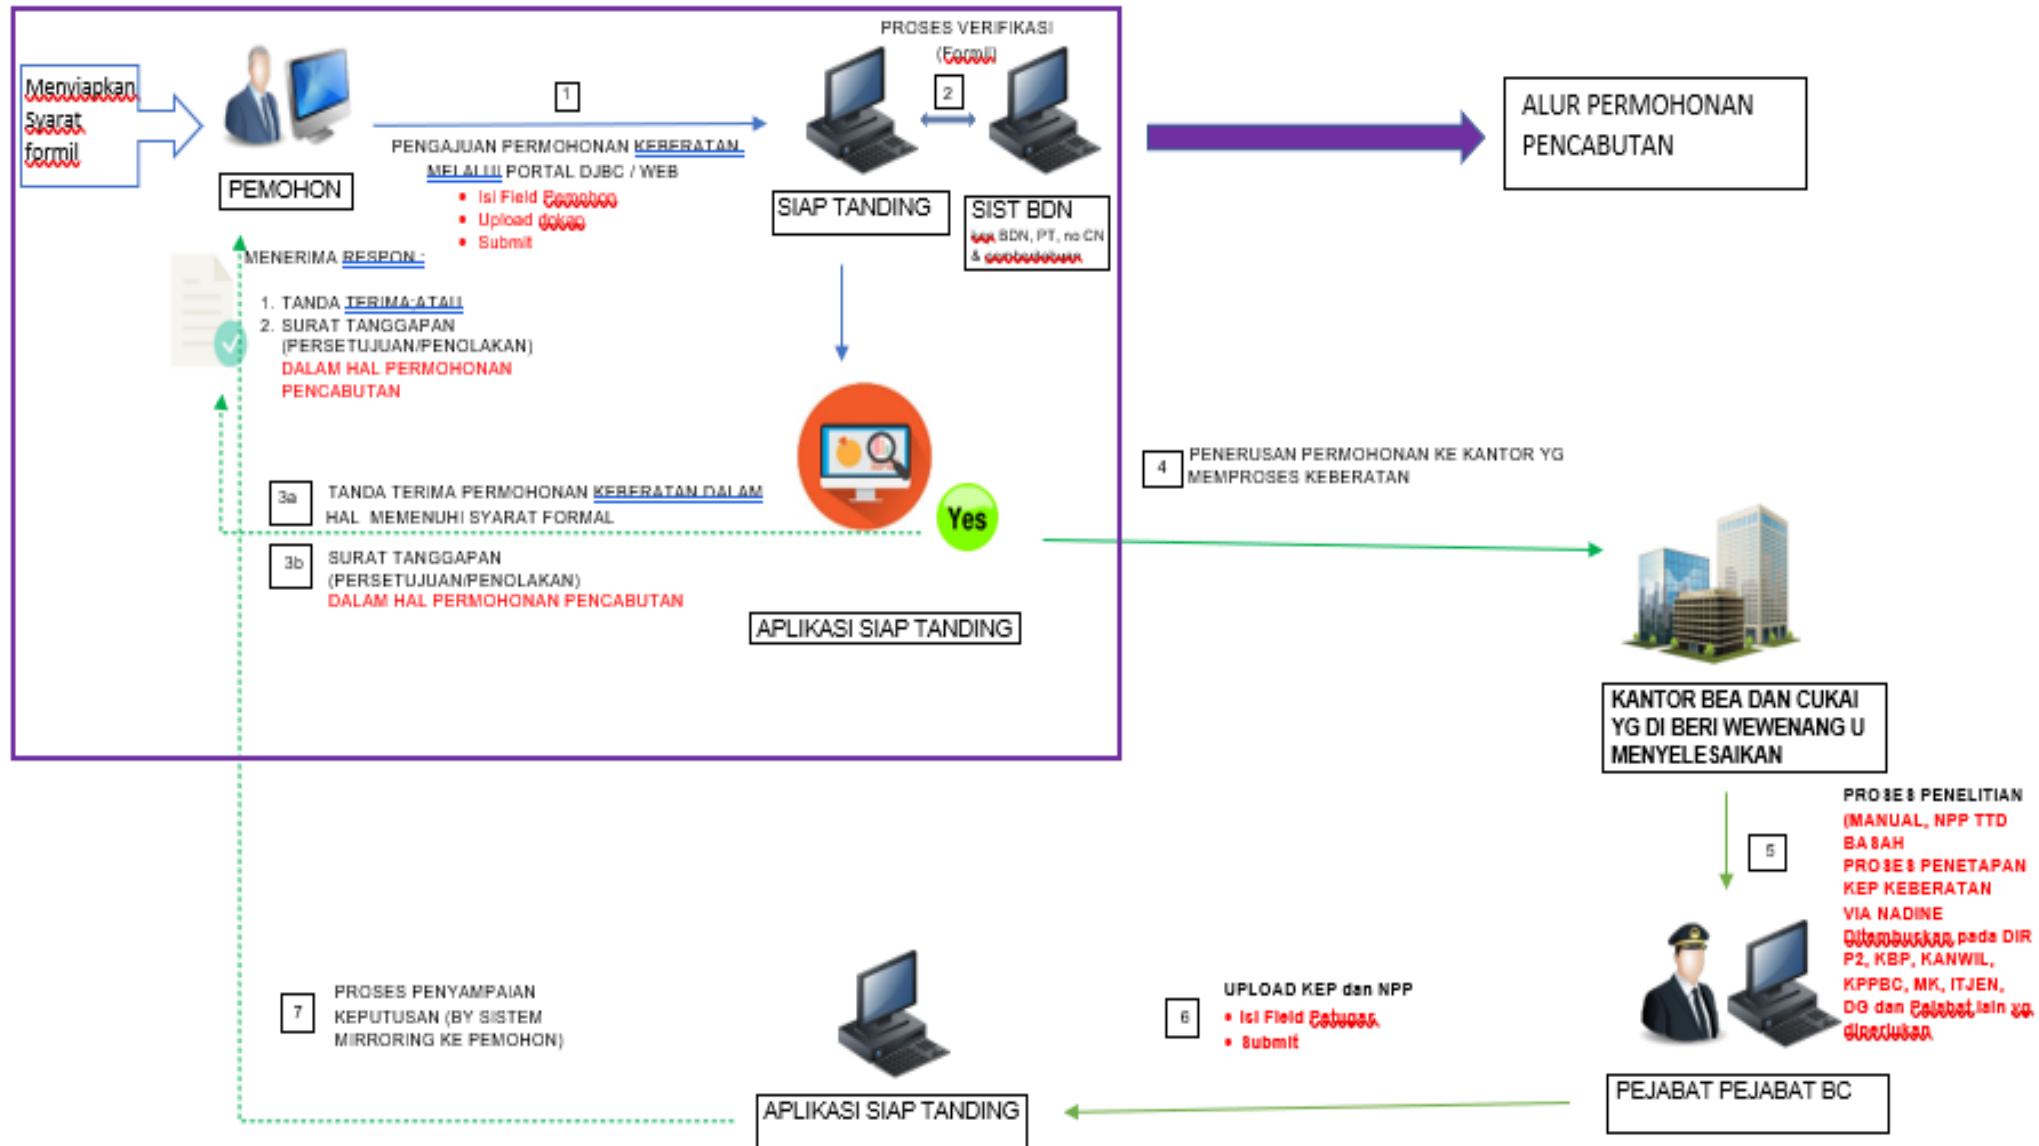 Menyiapkan
Syarat
formil
PEMOHON
1
PENGAJUAN PERMOHONAN KEBERATAN
MELALUI PORTAL DJBC / WEB
• Isi Field Pemohon
• Upload dokap
• Submit
PROSES VERIFIKASI
(Formil)
2
SIAP TANDING
SIST BDN
BDN, PT, no CN
&
ALUR PERMOHONAN
PENCABUTAN
MENERIMA RESPON :
1. TANDA TERIMA;ATAU
2. SURAT TANGGAPAN
(PERSETUJUAN/PENOLAKAN)
DALAM HAL PERMOHONAN
PENCABUTAN
3a
TANDA TERIMA PERMOHONAN KEBERATAN DALAM
HAL MEMENUHI SYARAT FORMAL
3b
SURAT TANGGAPAN
(PERSETUJUAN/PENOLAKAN)
DALAM HAL PERMOHONAN PENCABUTAN
Yes
APLIKASI SIAP TANDING
4
PENERUSAN PERMOHONAN KE KANTOR YG
MEMPROSES KEBERATAN
KANTOR BEA DAN CUKAI
YG DI BERI WEWENANG U
MENYELESAIKAN
5
PROSES PENELITIAN
(MANUAL, NPP TTD
BASAH
PROSES PENETAPAN
KEP KEBERATAN
VIA NADINE
Ditembuskan pada DIR
P2, KBP, KANWIL,
KPPBC, MK, ITJEN,
DG dan Pejabat lain yg
diperlukan
PEJABAT PEJABAT BC
6
UPLOAD KEP dan NPP
• Isi Field Petugas
• Submit
APLIKASI SIAP TANDING
7
PROSES PENYAMPAIAN
KEPUTUSAN (BY SISTEM
MIRRORING KE PEMOHON)